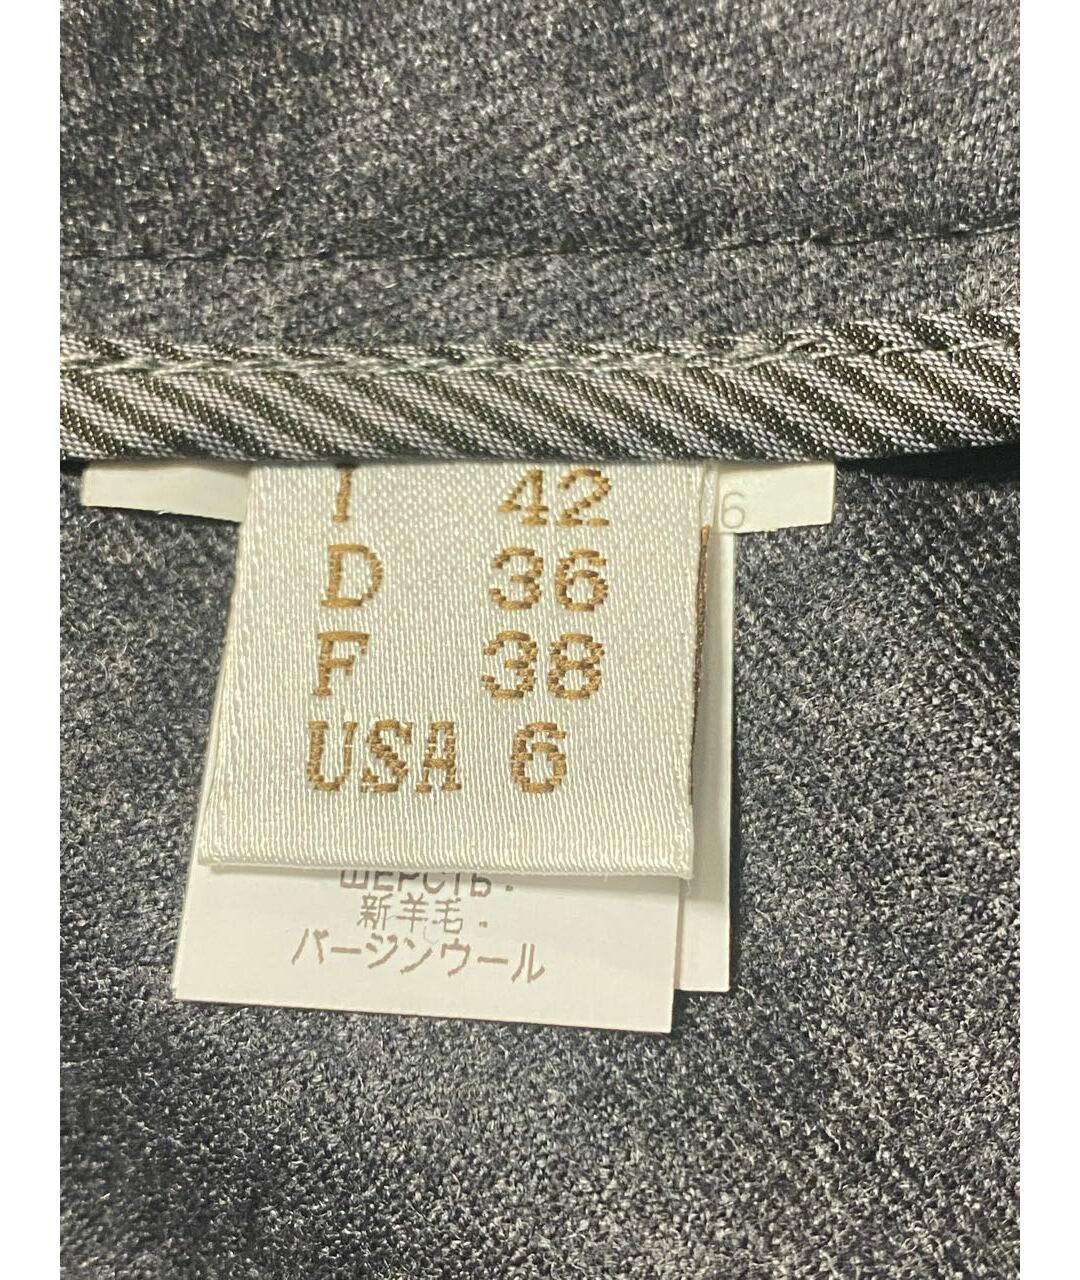 I 42
6
D 36
F 38
USA 6
ШЕРСТЬ.
新羊毛.
バージンウール